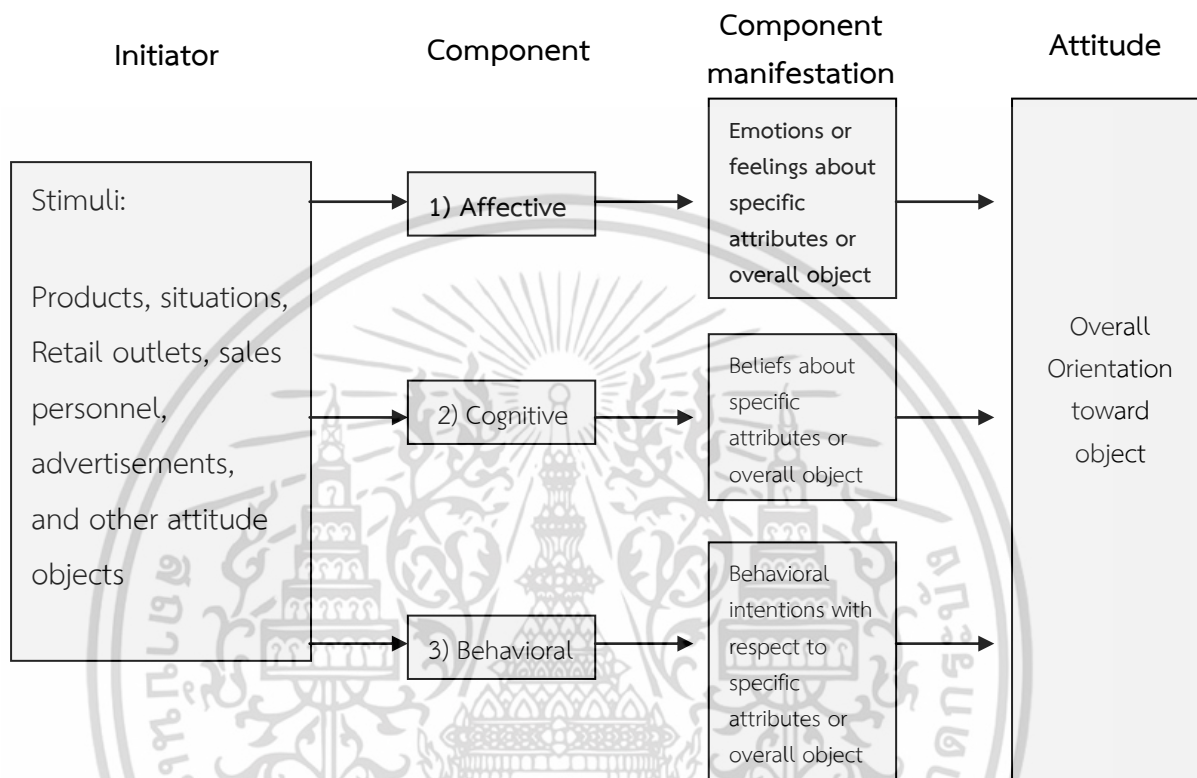 Initiator
Component
Component
manifestation
Attitude
Stimuli:
Products, situations,
Retail outlets, sales
personnel,
advertisements,
and other attitude
objects
1) Affective
2) Cognitive
3) Behavioral
Emotions or
feelings about
specific
attributes or
overall object
Beliefs about
specific
attributes or
overall object
Behavioral
intentions with
respect to
specific
attributes or
overall object
Overall
Orientation
toward
object